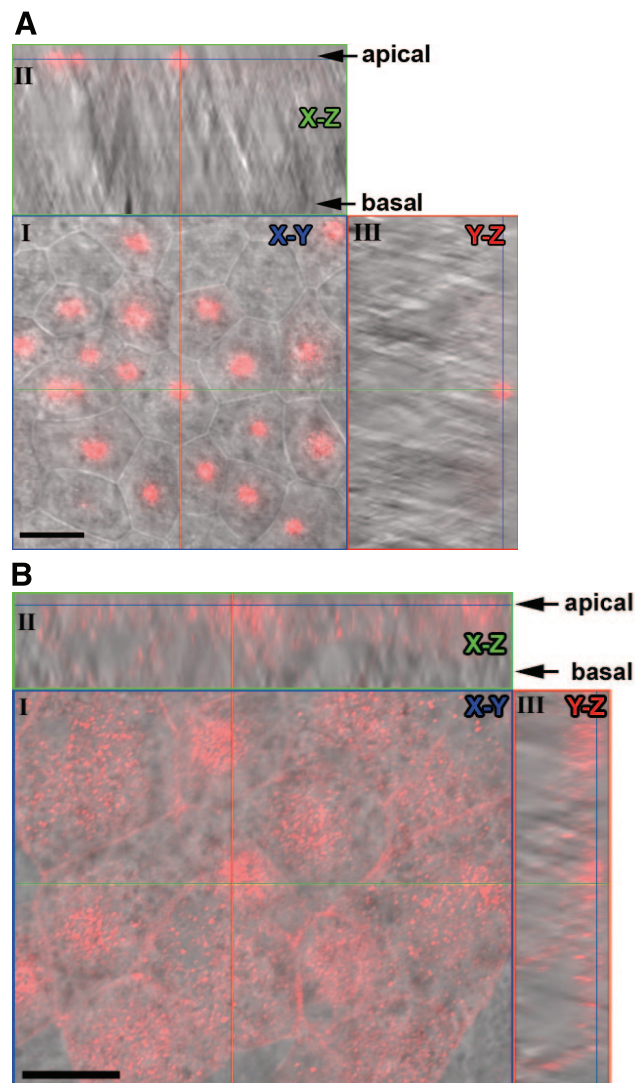 A
II
apical
X-Z
basal
I
X-Y
III
Y-Z
B
II
apical
X-Z
basal
I
X-Y
III
Y-Z